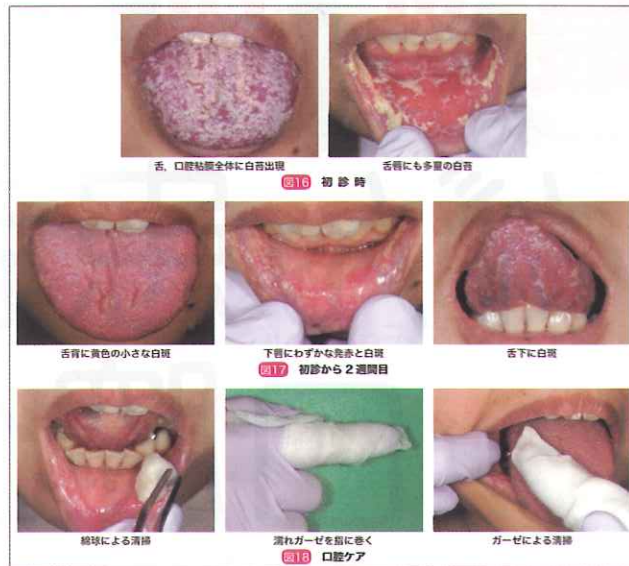 舌，口腔粘膜全体に白苔出現
舌唇にも多量の白苔
図16 初診時
舌背に黄色の小さな白斑
下唇にわずかな発赤と白斑
舌下に白斑
図17 初診から2週間目
綿球による清掃
濡れガーゼを指に巻く
ガーゼによる清掃
図18 口腔ケア